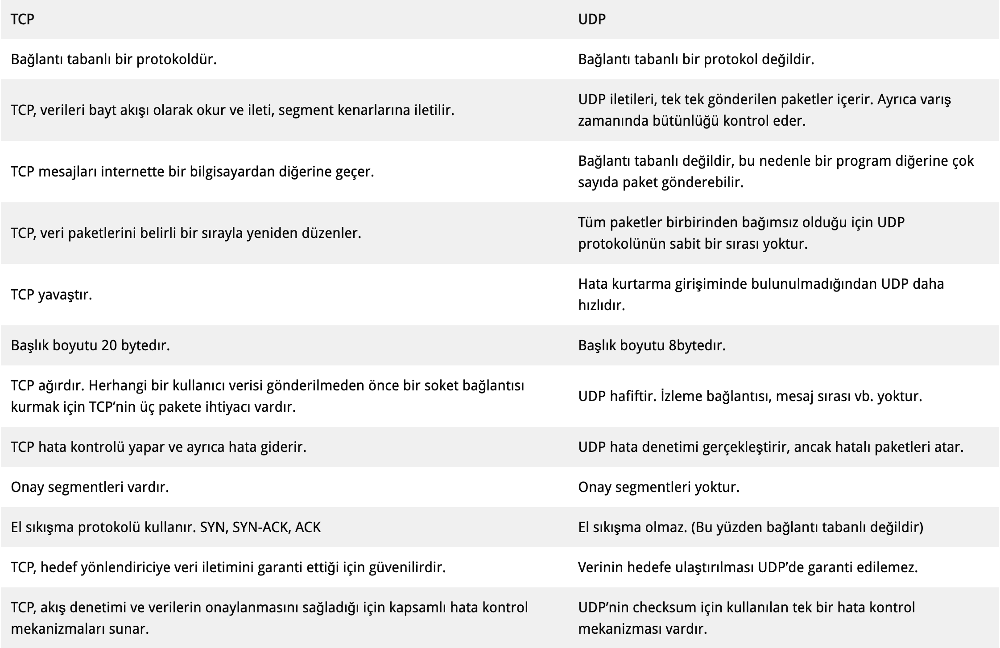 TCP
UDP
Bağlantı tabanlı bir protokoldür.
Bağlantı tabanlı bir protokol değildir.
TCP, verileri bayt akışı olarak okur ve ileti, segment kenarlarına iletilir.
UDP iletileri, tek tek gönderilen paketler içerir. Ayrıca varış
zamanında bütünlüğü kontrol eder.
TCP mesajları internette bir bilgisayardan diğerine geçer.
Bağlantı tabanlı değildir, bu nedenle bir program diğerine çok
sayıda paket gönderebilir.
TCP, veri paketlerini belirli bir sırayla yeniden düzenler.
Tüm paketler birbirinden bağımsız olduğu için UDP
protokolünün sabit bir sırası yoktur.
TCP yavaştır.
Hata kurtarma girişiminde bulunulmadığından UDP daha
hızlıdır.
Başlık boyutu 20 bytedır.
Başlık boyutu 8bytedır.
TCP ağırdır. Herhangi bir kullanıcı verisi gönderilmeden önce bir soket bağlantısı
kurmak için TCP’nin üç pakete ihtiyacı vardır.
UDP hafiftir. İzleme bağlantısı, mesaj sırası vb. yoktur.
TCP hata kontrolü yapar ve ayrıca hata giderir.
UDP hata denetimi gerçekleştirir, ancak hatalı paketleri atar.
Onay segmentleri vardır.
Onay segmentleri yoktur.
El sıkışma protokolü kullanır. SYN, SYN-ACK, ACK
El sıkışma olmaz. (Bu yüzden bağlantı tabanlı değildir)
TCP, hedef yönlendiriciye veri iletimini garanti ettiği için güvenilirdir.
Verinin hedefe ulaştırılması UDP’de garanti edilemez.
TCP, akış denetimi ve verilerin onaylanmasını sağladığı için kapsamlı hata kontrol
mekanizmaları sunar.
UDP’nin checksum için kullanılan tek bir hata kontrol
mekanizması vardır.